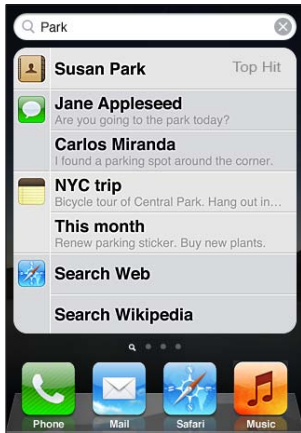 Park
Susan Park Top Hit
Jane Appleseed
Are you going to the park today?
Carlos Miranda
I found a parking spot around the corner.
NYC trip
Bicycle tour of Central Park. Hang out in...
This month
Renew parking sticker. Buy new plants.
Search Web
Search Wikipedia
Phone Mail Safari Music